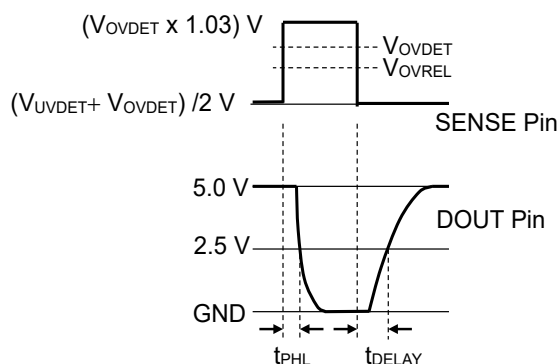 (VOVDET x 1.03) V
VOVDET
VOVREL
(VUVDET+ VOVDET) /2 V
SENSE Pin
5.0 V
DOUT Pin
2.5 V
GND
tPHL
tDELAY